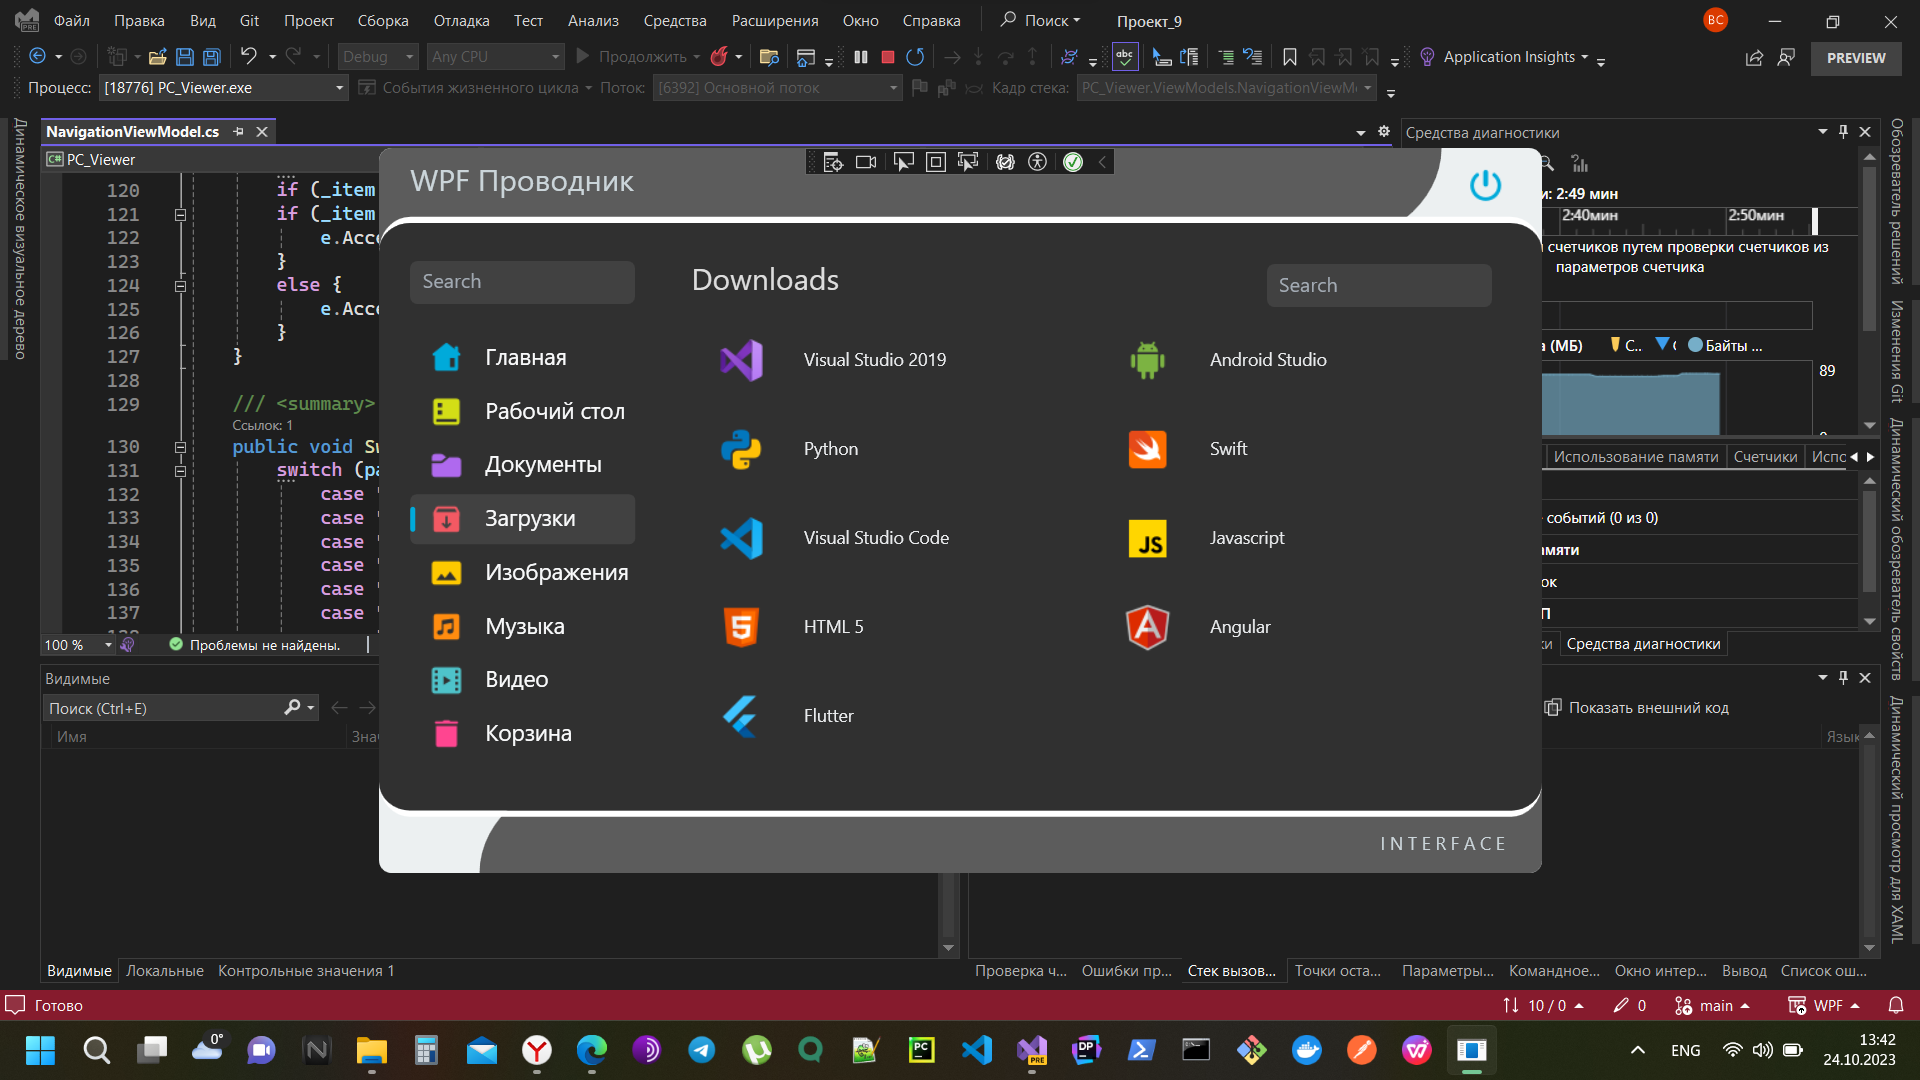 Файл Правка Вид Git Проект Сборка Отладка Тест Анализ Средства Расширения Окно Справка Поиск Проект_9 ВС
Debug Any CPU Продолжить Application Insights PREVIEW
Процесс: [18776] PC_Viewer.exe События жизненного цикла Поток: [6392] Основной поток Кадр стека: PC_Viewer.ViewModels.NavigationViewM
Динамическое визуальное дерево
NavigationViewModel.cs
PC_Viewer
120 if (_item
121 if (_item
122 e.Acce
123 }
124 else {
125 e.Acce
126 }
127 }
128
129 /// <summary>
Ссылок: 1
130 public void Sw
131 switch (pa
132 case
133 case
134 case
135 case
136 case
137 case
100 % Проблемы не найдены.
WPF Проводник
Search
Главная
Рабочий стол
Документы
Загрузки
Изображения
Музыка
Видео
Корзина
Downloads
Search
Visual Studio 2019 Android Studio
Python Swift
Visual Studio Code Javascript
HTML 5 Angular
Flutter
INTERFACE
Средства диагностики
и: 2:49 мин
2:40мин 2:50мин
счетчиков путем проверки счетчиков из
параметров счетчика
а (МБ) С.. Байты ...
89
Использование памяти Счетчики Испо
событий (0 из 0)
амяти
ок
П
ки Средства диагностики
Обозреватель решений
Изменения Git
Динамический обозреватель свойств
Динамический просмотр для XAML
Видимые
Поиск (Ctrl+E)
Имя Зна
Показать внешний код
Язык
Видимые Локальные Контрольные значения 1
Проверка ч... Ошибки пр... Стек вызов... Точки оста... Параметры... Командное... Окно интер... Вывод Список ош...
Готово 10 / 0 0 main WPF
0° ENG 13:42
24.10.2023